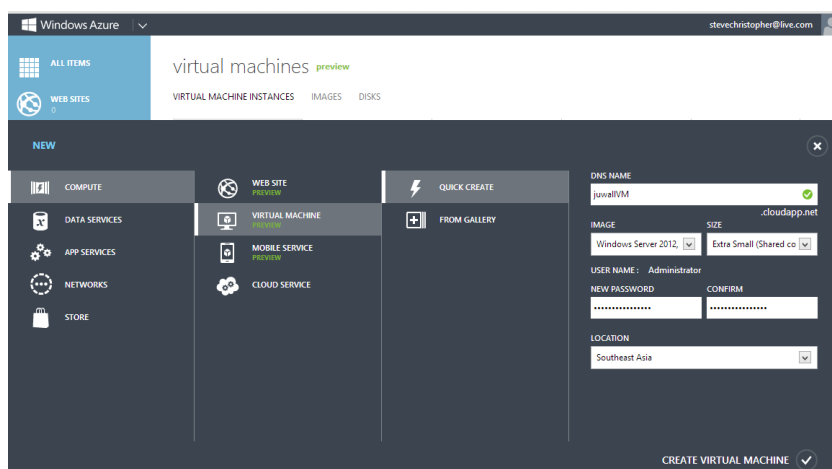 Windows Azure
stevechristopher@live.com
ALL ITEMS
WEB SITES
0
virtual machines preview
VIRTUAL MACHINE INSTANCES IMAGES DISKS
NEW
COMPUTE
DATA SERVICES
APP SERVICES
NETWORKS
STORE
WEB SITE
PREVIEW
VIRTUAL MACHINE
PREVIEW
MOBILE SERVICE
PREVIEW
CLOUD SERVICE
QUICK CREATE
FROM GALLERY
DNS NAME
juwallVM
.cloudapp.net
IMAGE SIZE
Windows Server 2012, Extra Small (Shared co
USER NAME : Administrator
NEW PASSWORD CONFIRM
••••••••••••••• •••••••••••••••
LOCATION
Southeast Asia
CREATE VIRTUAL MACHINE